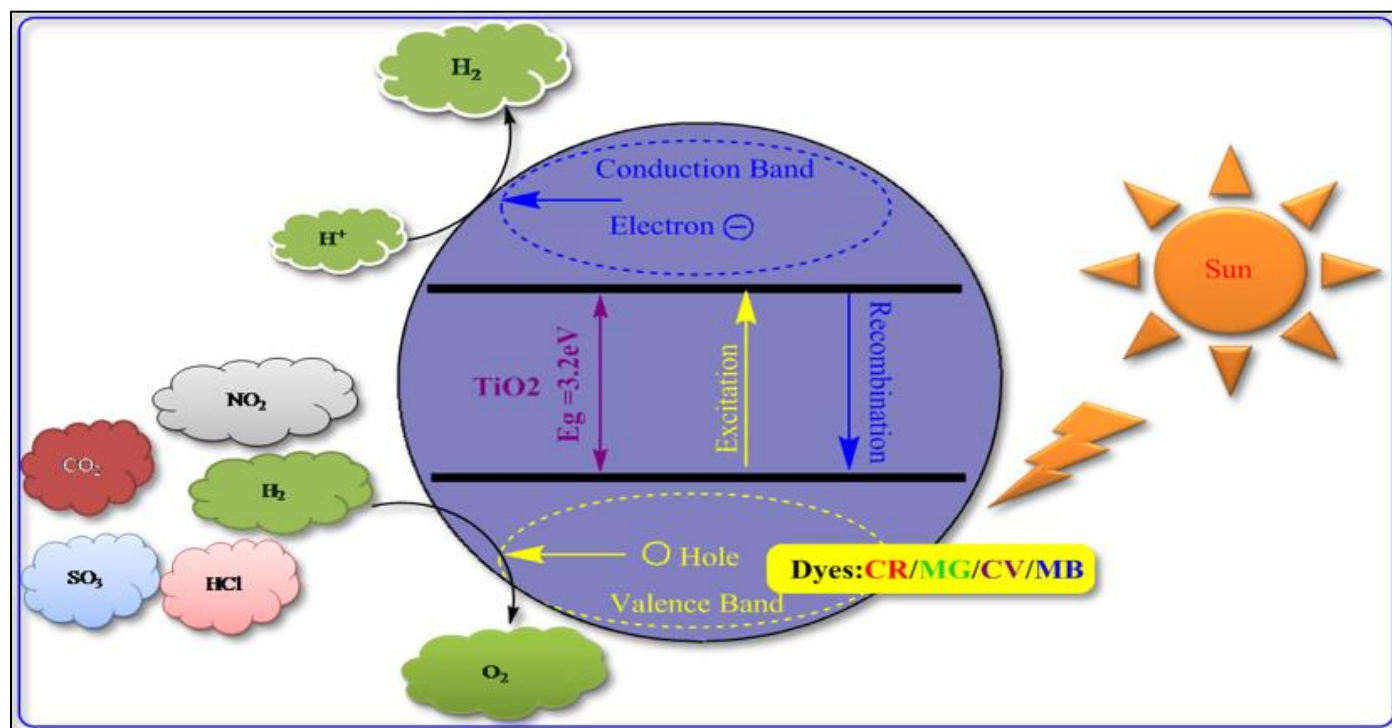 H₂
Conduction Band
H⁺
Electron ⊖
Sun
TiO2
Eg =3.2eV
Excitation
Recombination
NO₂
CO₂
H₂
SO₃
HCl
Hole
Dyes:CR/MG/CV/MB
Valence Band
O₂